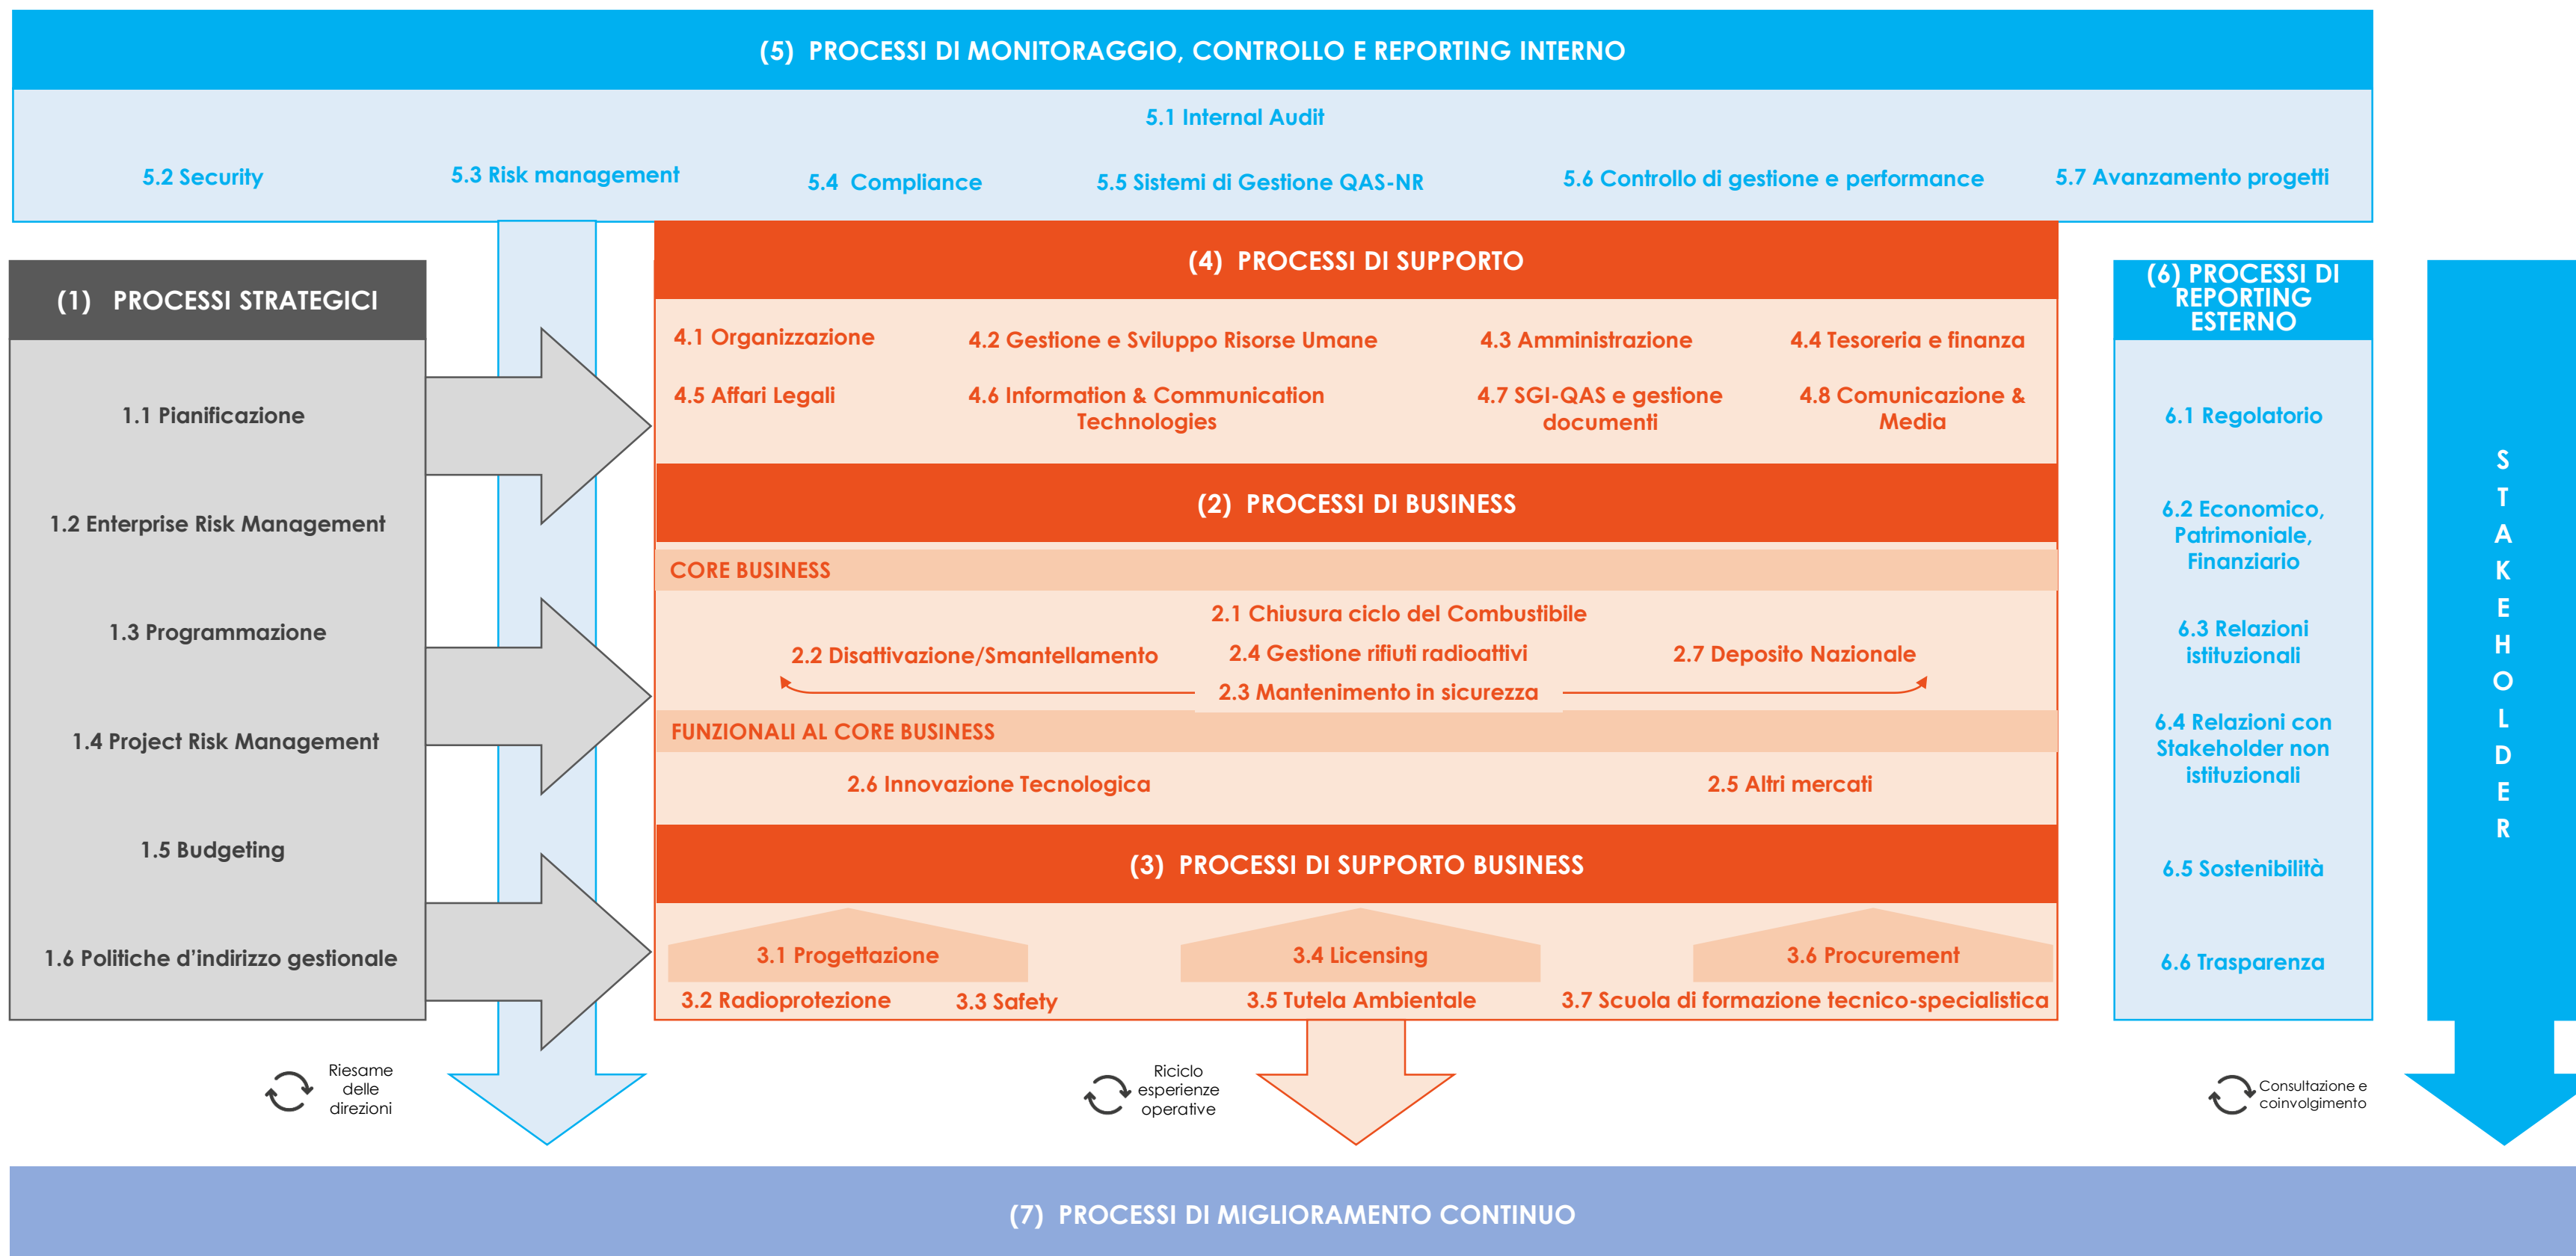 (5) PROCESSI DI MONITORAGGIO, CONTROLLO E REPORTING INTERNO
5.1 Internal Audit
5.2 Security
5.3 Risk management
5.4 Compliance
5.5 Sistemi di Gestione QAS-NR
5.6 Controllo di gestione e performance
5.7 Avanzamento progetti
(1) PROCESSI STRATEGICI
1.1 Pianificazione
1.2 Enterprise Risk Management
1.3 Programmazione
1.4 Project Risk Management
1.5 Budgeting
1.6 Politiche d'indirizzo gestionale
(4) PROCESSI DI SUPPORTO
4.1 Organizzazione
4.2 Gestione e Sviluppo Risorse Umane
4.3 Amministrazione
4.4 Tesoreria e finanza
4.5 Affari Legali
4.6 Information & Communication
Technologies
4.7 SGI-QAS e gestione
documenti
4.8 Comunicazione &
Media
(2) PROCESSI DI BUSINESS
CORE BUSINESS
2.1 Chiusura ciclo del Combustibile
2.2 Disattivazione/Smantellamento
2.4 Gestione rifiuti radioattivi
2.7 Deposito Nazionale
2.3 Mantenimento in sicurezza
FUNZIONALI AL CORE BUSINESS
2.6 Innovazione Tecnologica
2.5 Altri mercati
(3) PROCESSI DI SUPPORTO BUSINESS
3.1 Progettazione
3.4 Licensing
3.6 Procurement
3.2 Radioprotezione
3.3 Safety
3.5 Tutela Ambientale
3.7 Scuola di formazione tecnico-specialistica
(6) PROCESSI DI
REPORTING
ESTERNO
6.1 Regolatorio
6.2 Economico,
Patrimoniale,
Finanziario
6.3 Relazioni
istituzionali
6.4 Relazioni con
Stakeholder non
istituzionali
6.5 Sostenibilità
6.6 Trasparenza
S
T
A
K
E
H
O
L
D
E
R
Riesame
delle
direzioni
Riciclo
esperienze
operative
Consultazione e
coinvolgimento
(7) PROCESSI DI MIGLIORAMENTO CONTINUO